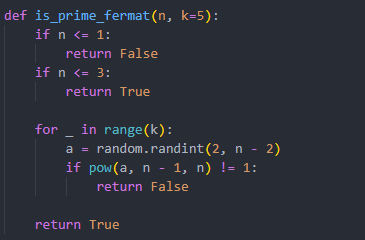 def is_prime_fermat(n, k=5):
    if n <= 1:
        return False
    if n <= 3:
        return True

    for _ in range(k):
        a = random.randint(2, n - 2)
        if pow(a, n - 1, n) != 1:
            return False

    return True